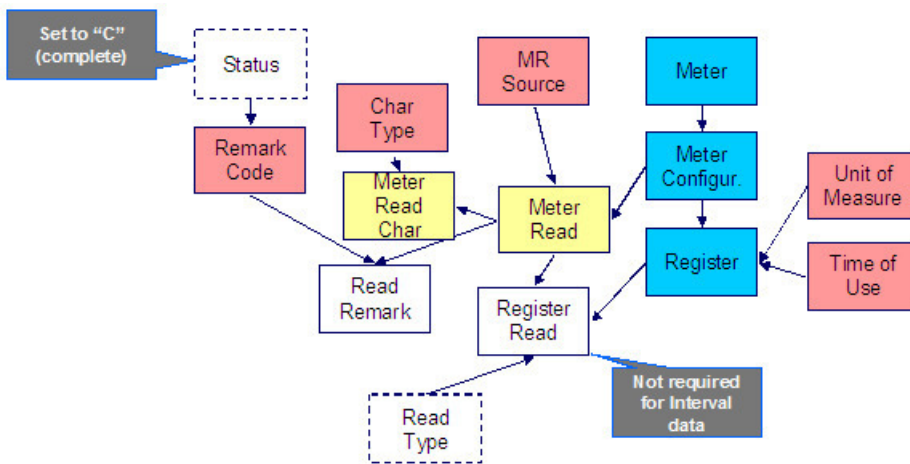 Set to “C”
(complete)
Status
MR
Source
Meter
Char
Type
Remark
Code
Meter
Configur.
Unit of
Measure
Meter
Read
Char
Meter
Read
Register
Time of
Use
Read
Remark
Register
Read
Not required
for Interval
data
Read
Type